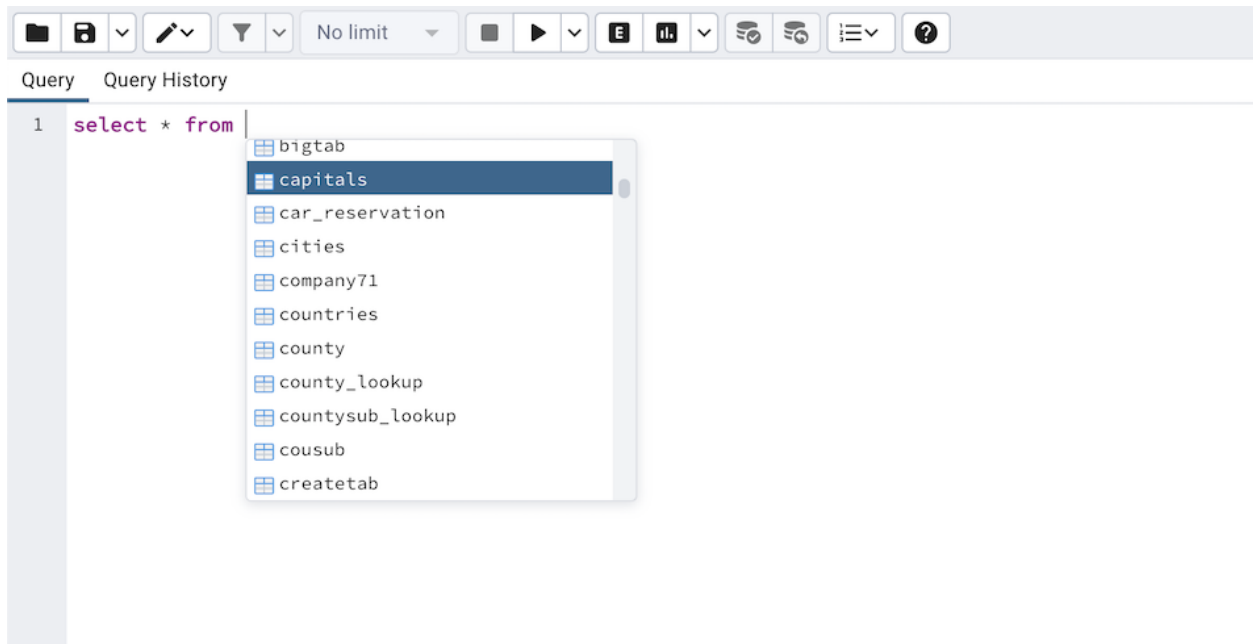 No limit
E
?
Query Query History
1 select * from
bigtab
capitals
car_reservation
cities
company71
countries
county
county_lookup
countysub_lookup
cousub
createtab